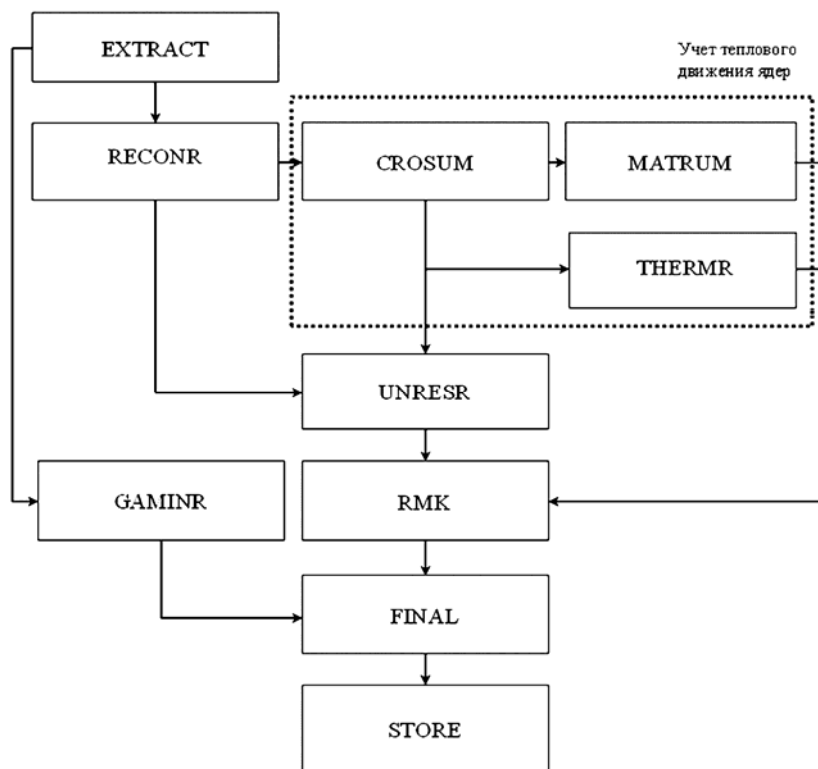 EXTRACT
Учет теплового
движения ядер
RECONR
CROSUM
MATRUM
THERMR
UNRESR
GAMINR
RMK
FINAL
STORE